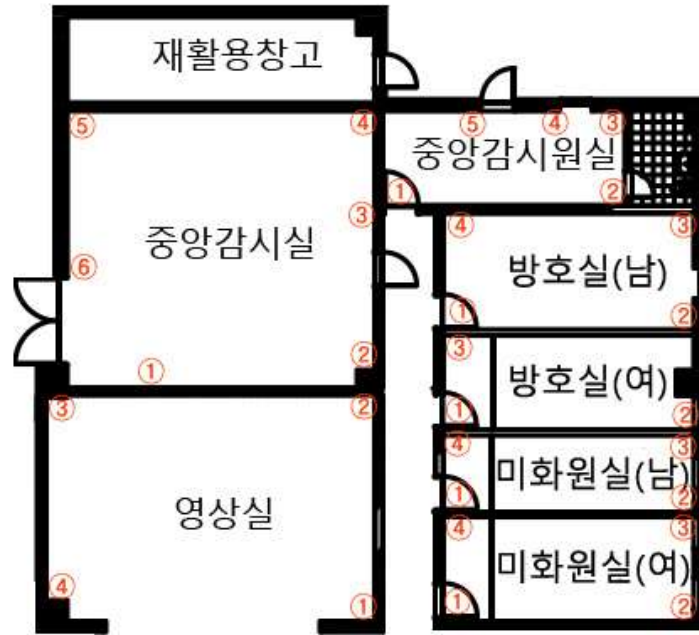 재활용창고
⑤ ④ ⑤ ④ ③
중앙감시원실
① ②
③
중앙감시실
⑥
① ②
④ ③
방호실(남)
① ②
③
방호실(여)
① ②
③ ②
영상실
④ ①
④ ③
미화원실(남)
① ②
④ ③
미화원실(여)
① ②